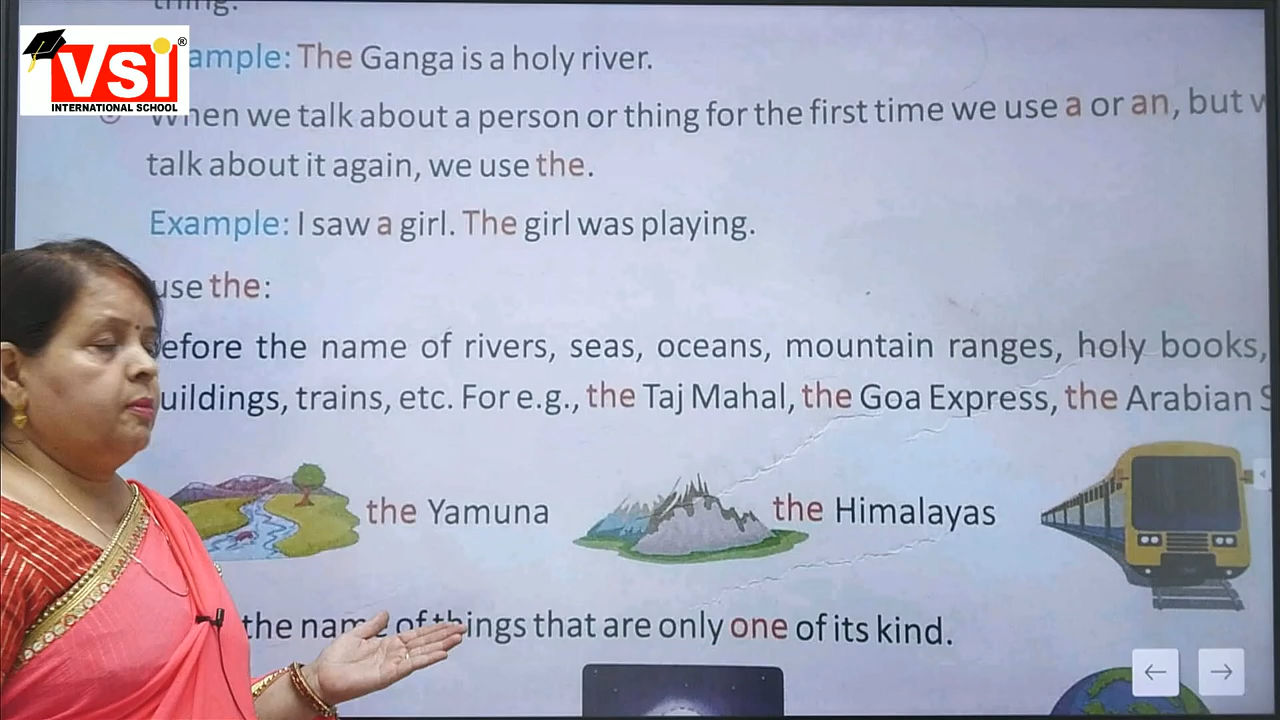 thing.
VSI®
INTERNATIONAL SCHOOL
ample: The Ganga is a holy river.
When we talk about a person or thing for the first time we use a or an, but
talk about it again, we use the.
Example: I saw a girl. The girl was playing.
use the:
efore the name of rivers, seas, oceans, mountain ranges, holy books,
uildings, trains, etc. For e.g., the Taj Mahal, the Goa Express, the Arabian S
the Yamuna
the Himalayas
the name of things that are only one of its kind.